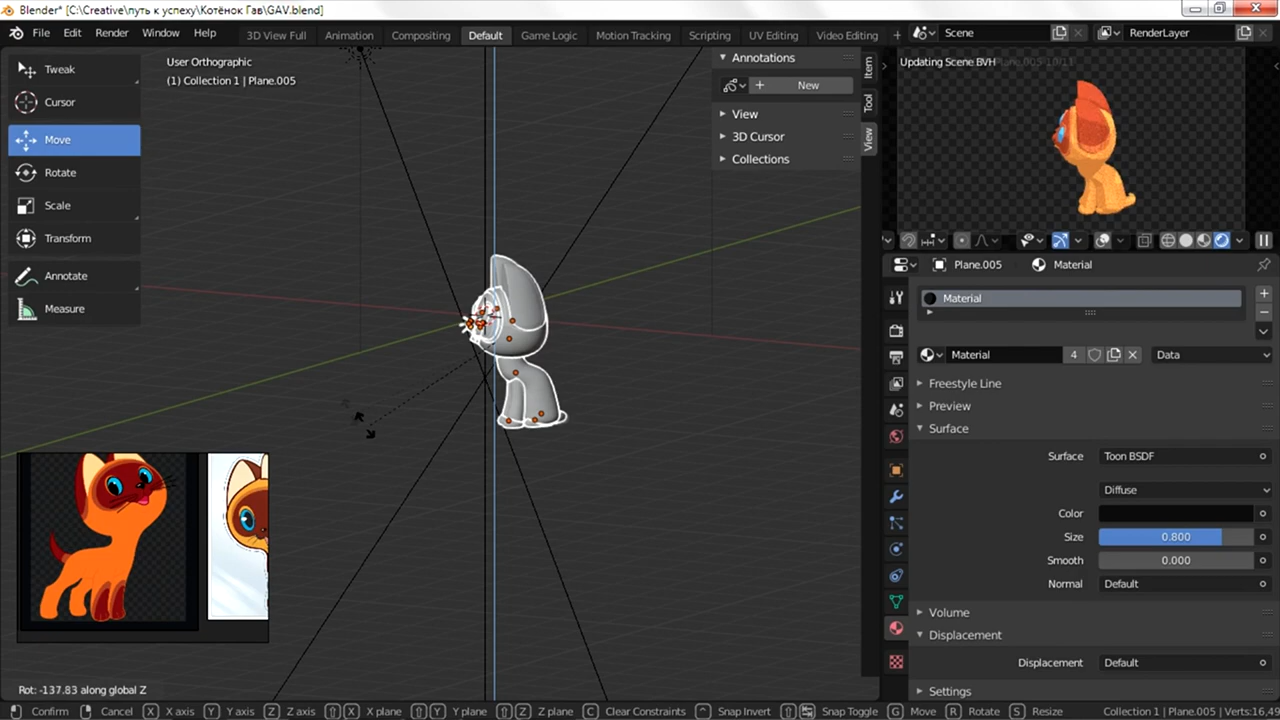 Blender* [C:\Creative\путь к успеху\Котёнок Гав\GAV.blend]
File Edit Render Window Help 3D View Full Animation Compositing Default Game Logic Motion Tracking Scripting UV Editing Video Editing + Scene RenderLayer
Tweak
Cursor
Move
Rotate
Scale
Transform
Annotate
Measure
User Orthographic
(1) Collection 1 | Plane.005
Annotations
+ New
View
3D Cursor
Collections
Item
Tool
View
Updating Scene BVH Plane.005 10/11
Plane.005 Material
Material
Material 4 Data
Freestyle Line
Preview
Surface
Surface Toon BSDF
Diffuse
Color
Size 0.800
Smooth 0.000
Normal Default
Volume
Displacement
Displacement Default
Settings
Rot: -137.83 along global Z
Confirm Cancel X X axis Y Y axis Z Z axis X X plane Y Y plane Z Z plane C Clear Constraints Snap Invert Snap Toggle G Move R Rotate S Resize Collection 1 | Plane.005 | Verts:16,49